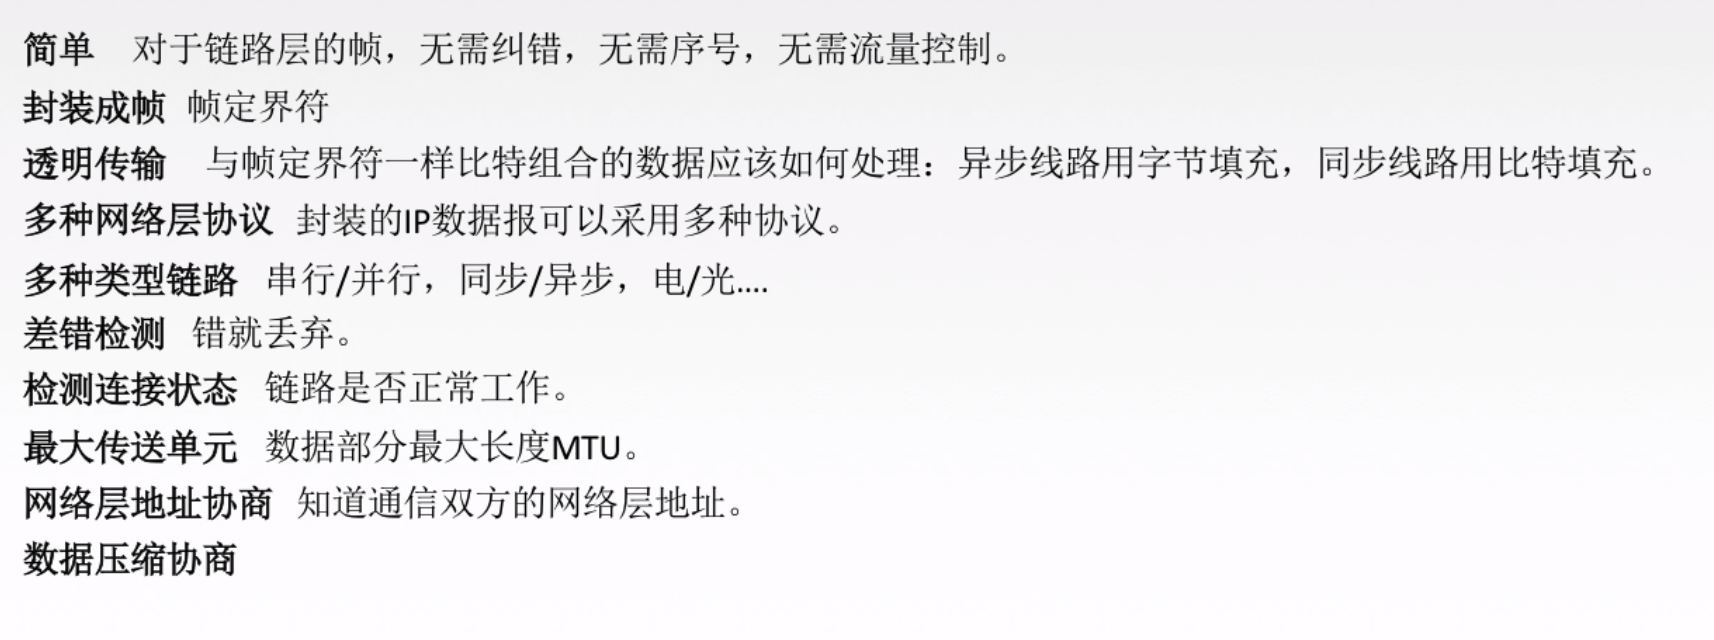 简单 对于链路层的帧，无需纠错，无需序号，无需流量控制。
封装成帧 帧定界符
透明传输 与帧定界符一样比特组合的数据应该如何处理：异步线路用字节填充，同步线路用比特填充。
多种网络层协议 封装的IP数据报可以采用多种协议。
多种类型链路 串行/并行，同步/异步，电/光....
差错检测 错就丢弃。
检测连接状态 链路是否正常工作。
最大传送单元 数据部分最大长度MTU。
网络层地址协商 知道通信双方的网络层地址。
数据压缩协商